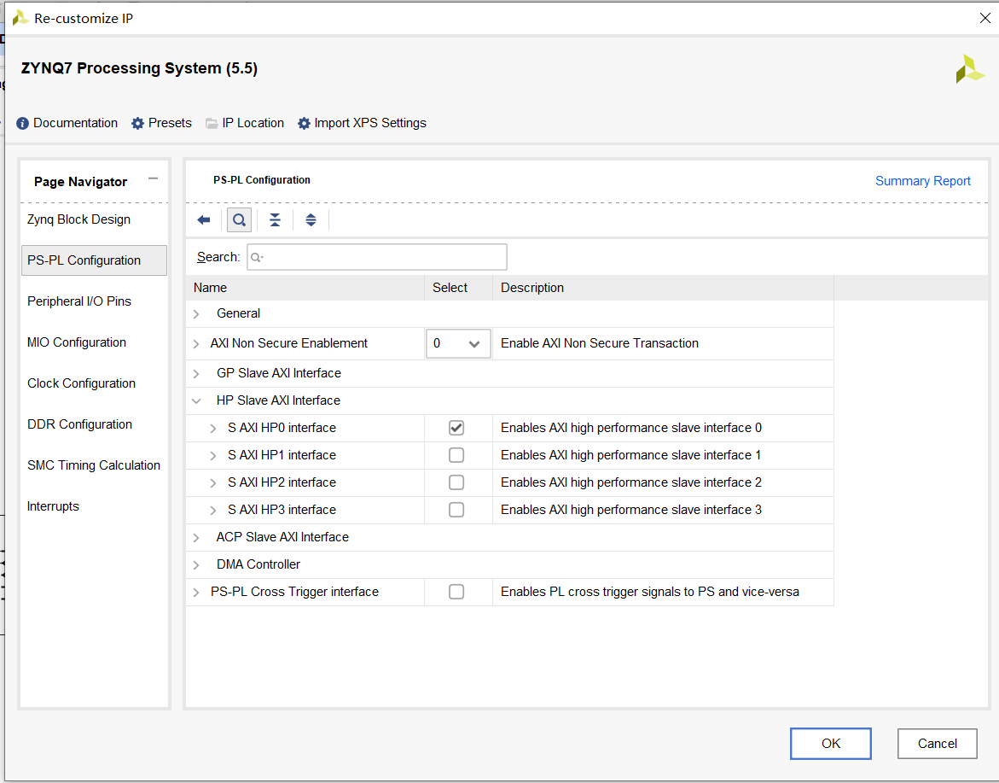 Re-customize IP
ZYNQ7 Processing System (5.5)
Documentation Presets IP Location Import XPS Settings
Page Navigator
Zynq Block Design
PS-PL Configuration
Peripheral I/O Pins
MIO Configuration
Clock Configuration
DDR Configuration
SMC Timing Calculation
Interrupts
PS-PL Configuration Summary Report
Search:
Name Select Description
General
AXI Non Secure Enablement 0 Enable AXI Non Secure Transaction
GP Slave AXI Interface
HP Slave AXI Interface
S AXI HP0 interface Enables AXI high performance slave interface 0
S AXI HP1 interface Enables AXI high performance slave interface 1
S AXI HP2 interface Enables AXI high performance slave interface 2
S AXI HP3 interface Enables AXI high performance slave interface 3
ACP Slave AXI Interface
DMA Controller
PS-PL Cross Trigger interface Enables PL cross trigger signals to PS and vice-versa
OK Cancel